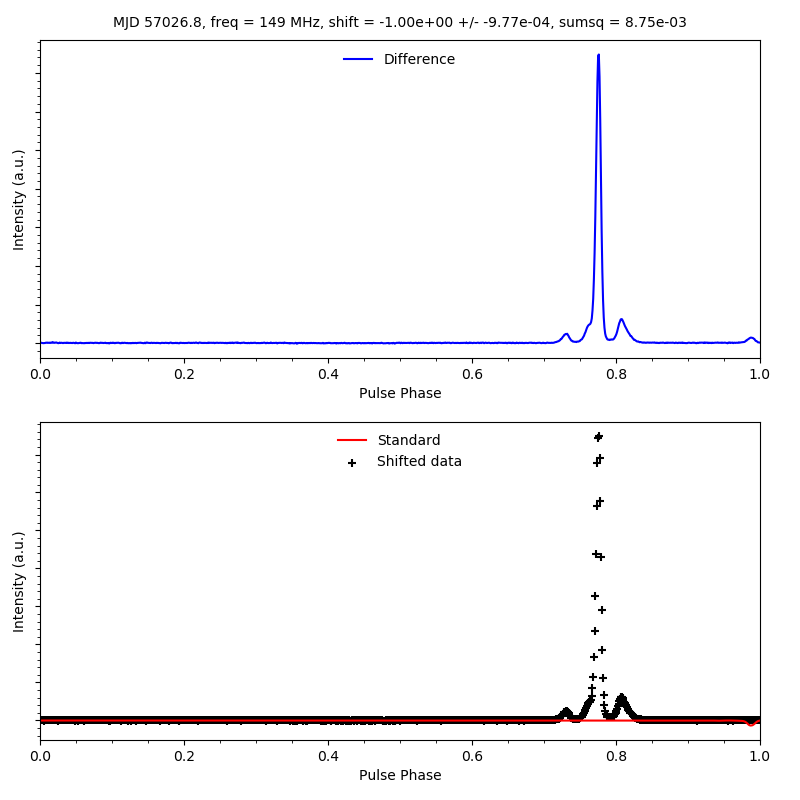 MJD 57026.8, freq = 149 MHz, shift = -1.00e+00 +/- -9.77e-04, sumsq = 8.75e-03
Difference
Intensity (a.u.)
0.0 0.2 0.4 0.6 0.8 1.0
Pulse Phase
Standard
Shifted data
Intensity (a.u.)
0.0 0.2 0.4 0.6 0.8 1.0
Pulse Phase